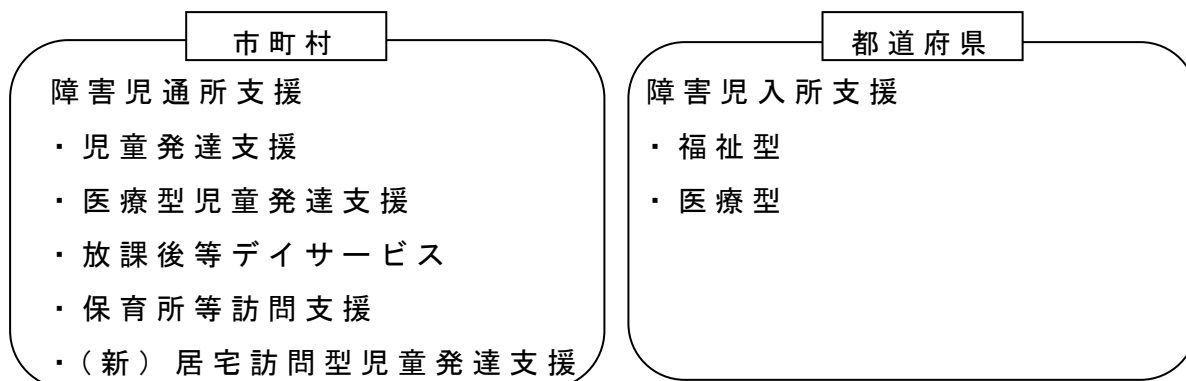 市町村
障害児通所支援
・児童発達支援
・医療型児童発達支援
・放課後等デイサービス
・保育所等訪問支援
・（新）居宅訪問型児童発達支援
都道府県
障害児入所支援
・福祉型
・医療型